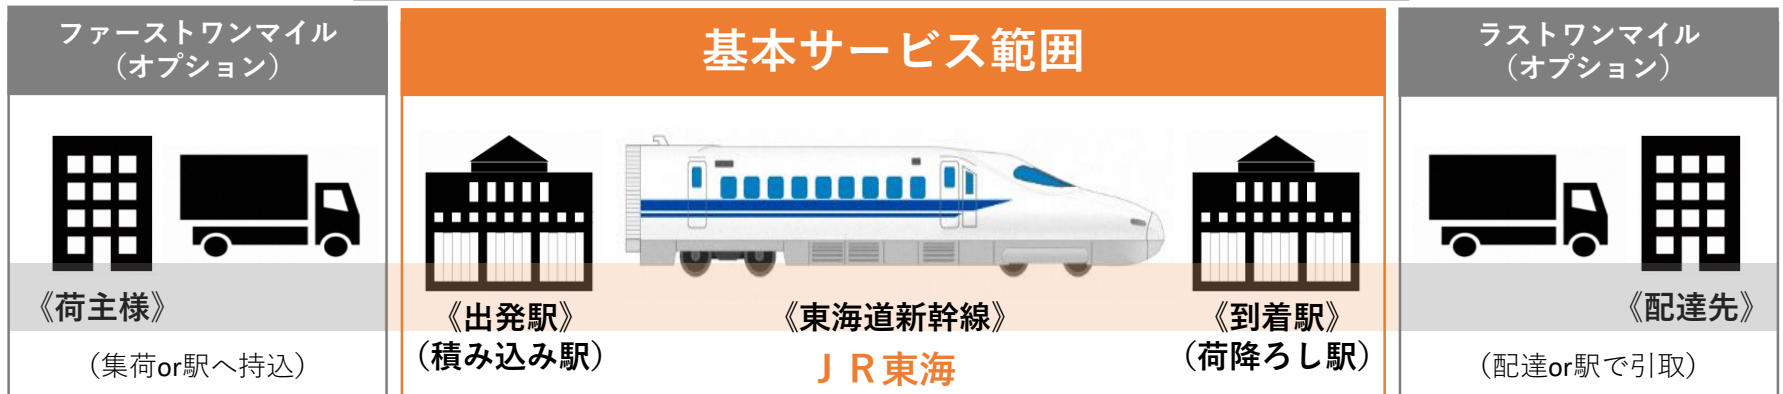 ファーストワンマイル
（オプション）
《荷主様》
（集荷or駅へ持込）
基本サービス範囲
《出発駅》
（積み込み駅）
《東海道新幹線》
ＪＲ東海
《到着駅》
（荷降ろし駅）
ラストワンマイル
（オプション）
《配達先》
（配達or駅で引取）